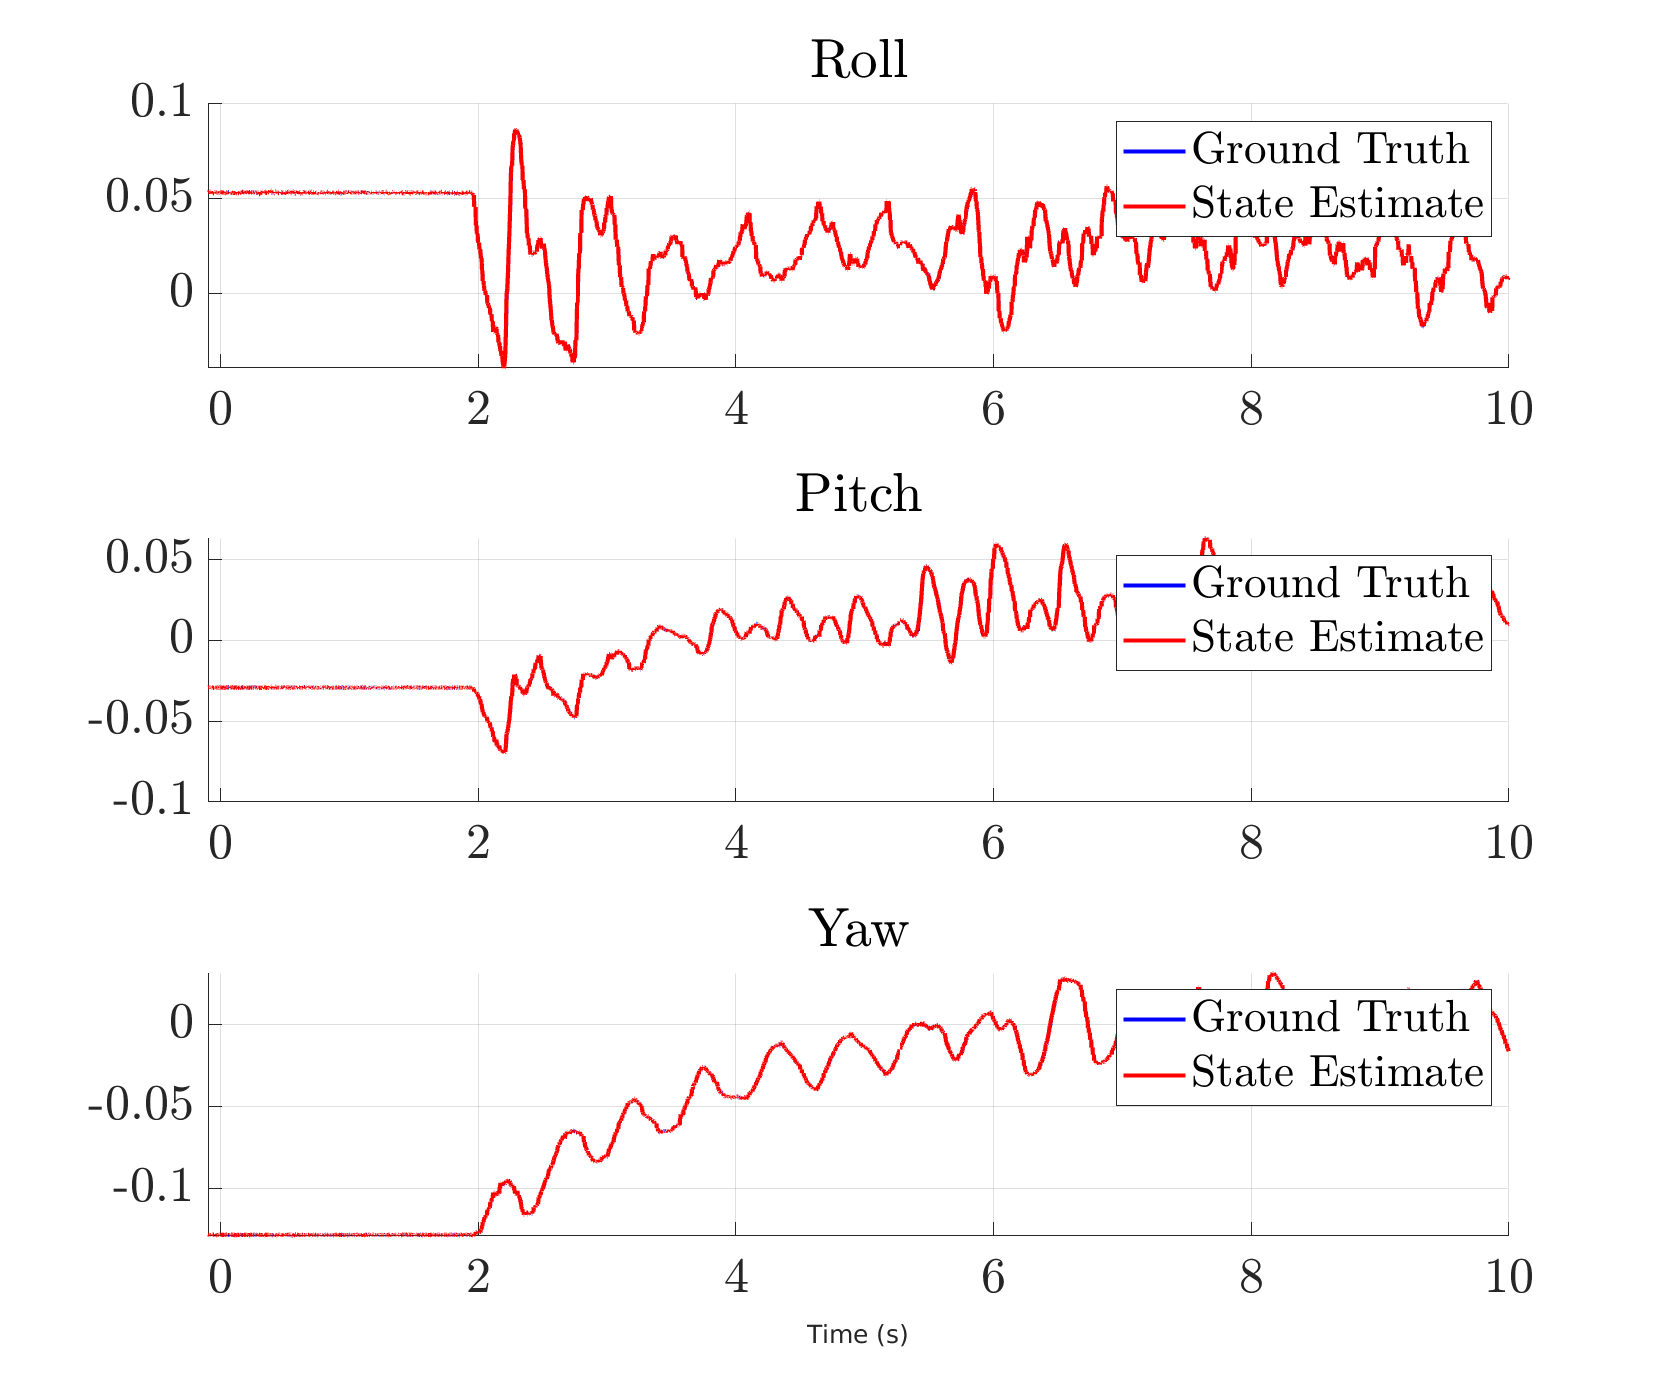 Roll
0.1
0.05
0
Ground Truth
State Estimate
0 2 4 6 8 10
Pitch
0.05
0
-0.05
-0.1
Ground Truth
State Estimate
0 2 4 6 8 10
Yaw
0
-0.05
-0.1
Ground Truth
State Estimate
0 2 4 6 8 10
Time (s)